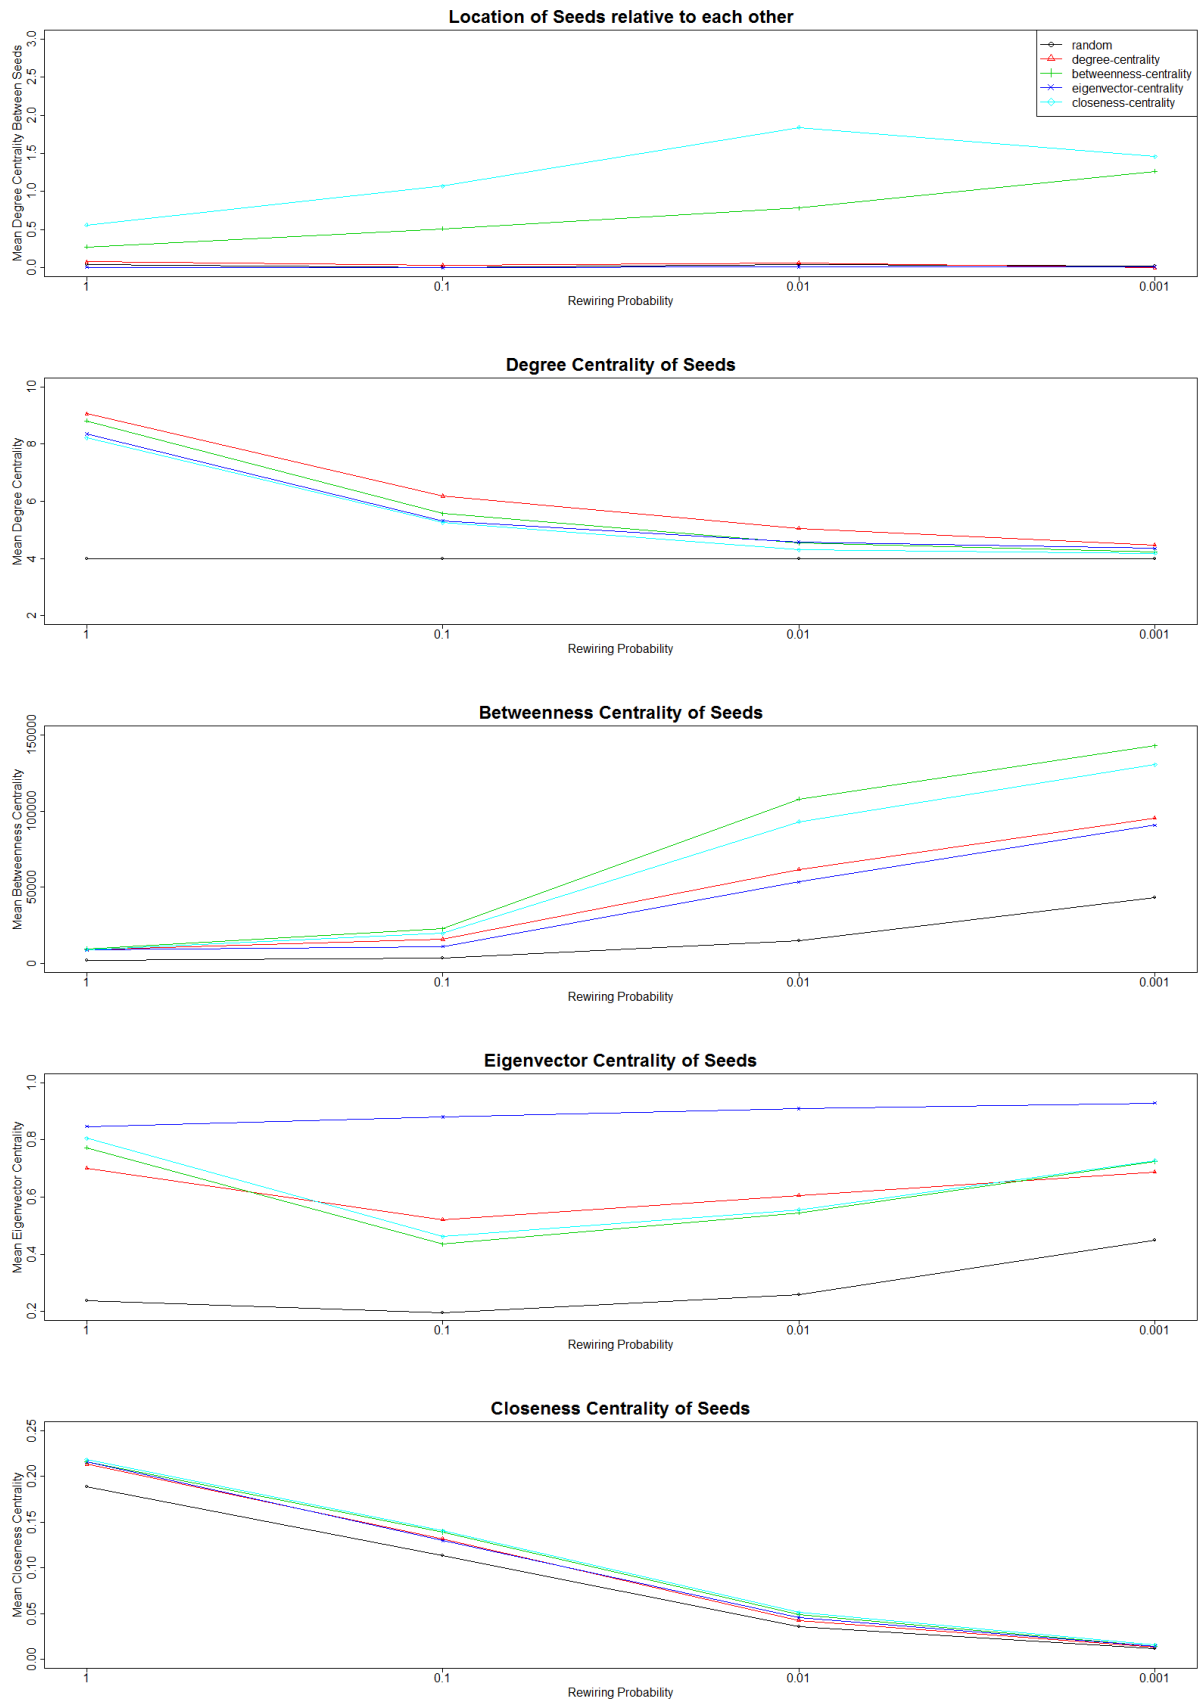 Location of Seeds relative to each other
Mean Degree Centrality Between Seeds
0.0 0.5 1.0 1.5 2.0 2.5 3.0
random
degree-centrality
betweenness-centrality
eigenvector-centrality
closeness-centrality
1 0.1 0.01 0.001
Rewiring Probability
Degree Centrality of Seeds
Mean Degree Centrality
2 4 6 8 10
1 0.1 0.01 0.001
Rewiring Probability
Betweenness Centrality of Seeds
Mean Betweenness Centrality
0 50000 100000 150000
1 0.1 0.01 0.001
Rewiring Probability
Eigenvector Centrality of Seeds
Mean Eigenvector Centrality
0.2 0.4 0.6 0.8 1.0
1 0.1 0.01 0.001
Rewiring Probability
Closeness Centrality of Seeds
Mean Closeness Centrality
0.00 0.05 0.10 0.15 0.20 0.25
1 0.1 0.01 0.001
Rewiring Probability